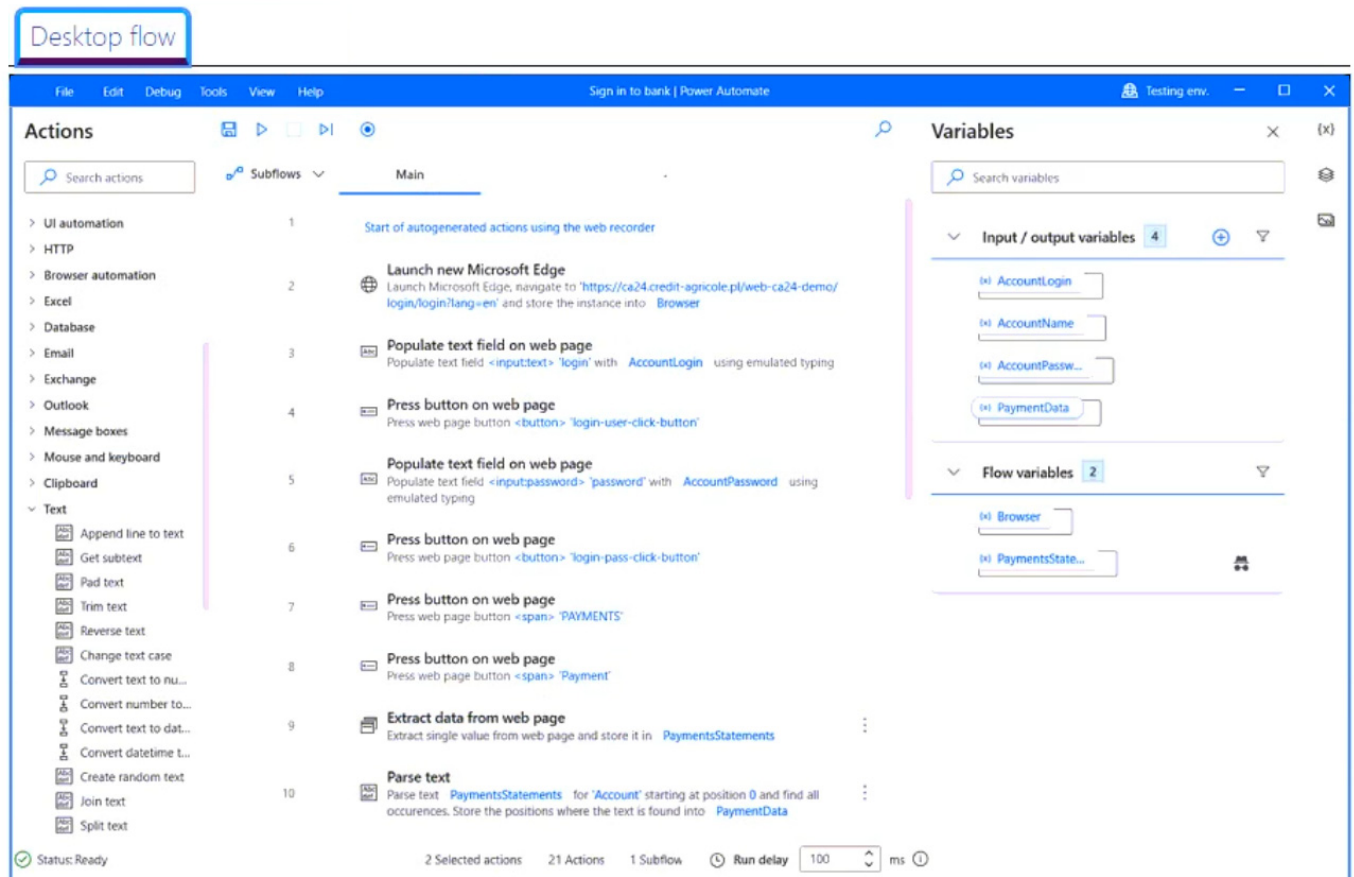 Desktop flow
File Edit Debug Tools View Help
Sign in to bank | Power Automate
Testing env.
Actions
Search actions
UI automation
HTTP
Browser automation
Excel
Database
Email
Exchange
Outlook
Message boxes
Mouse and keyboard
Clipboard
Text
Append line to text
Get subtext
Pad text
Trim text
Reverse text
Change text case
Convert text to nu...
Convert number to...
Convert text to dat...
Convert datetime t...
Create random text
Join text
Split text
Subflows
Main
1
Start of autogenerated actions using the web recorder
2
Launch new Microsoft Edge
Launch Microsoft Edge, navigate to 'https://ca24.credit-agricole.pl/web-ca24-demo/
login/login?lang=en' and store the instance into Browser
3
Populate text field on web page
Populate text field <input:text> 'login' with AccountLogin using emulated typing
4
Press button on web page
Press web page button <button> 'login-user-click-button'
5
Populate text field on web page
Populate text field <input:password> 'password' with AccountPassword using
emulated typing
6
Press button on web page
Press web page button <button> 'login-pass-click-button'
7
Press button on web page
Press web page button <span> 'PAYMENTS'
8
Press button on web page
Press web page button <span> 'Payment'
9
Extract data from web page
Extract single value from web page and store it in PaymentsStatements
10
Parse text
Parse text PaymentsStatements for 'Account' starting at position 0 and find all
occurences. Store the positions where the text is found into PaymentData
Variables
{x}
Search variables
Input / output variables 4
(x) AccountLogin
(x) AccountName
(x) AccountPassw...
(x) PaymentData
Flow variables 2
(x) Browser
(x) PaymentsState...
Status: Ready
2 Selected actions 21 Actions 1 Subflow Run delay 100 ms